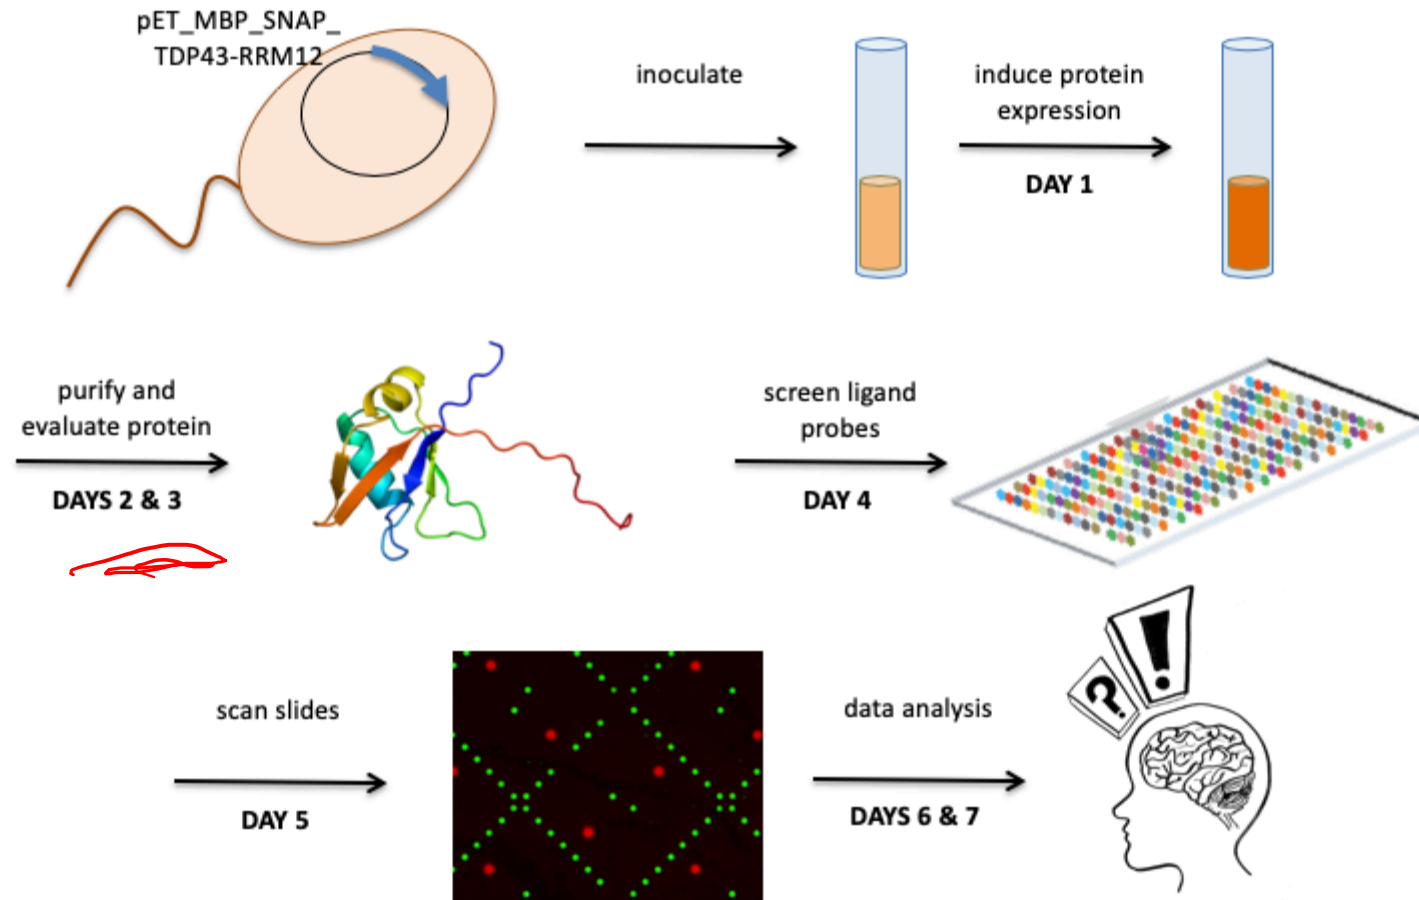 pET_MBP_SNAP_
TDP43-RRM12
inoculate
induce protein
expression
DAY 1
purify and
evaluate protein
DAYS 2 & 3
screen ligand
probes
DAY 4
scan slides
DAY 5
data analysis
DAYS 6 & 7
?
!